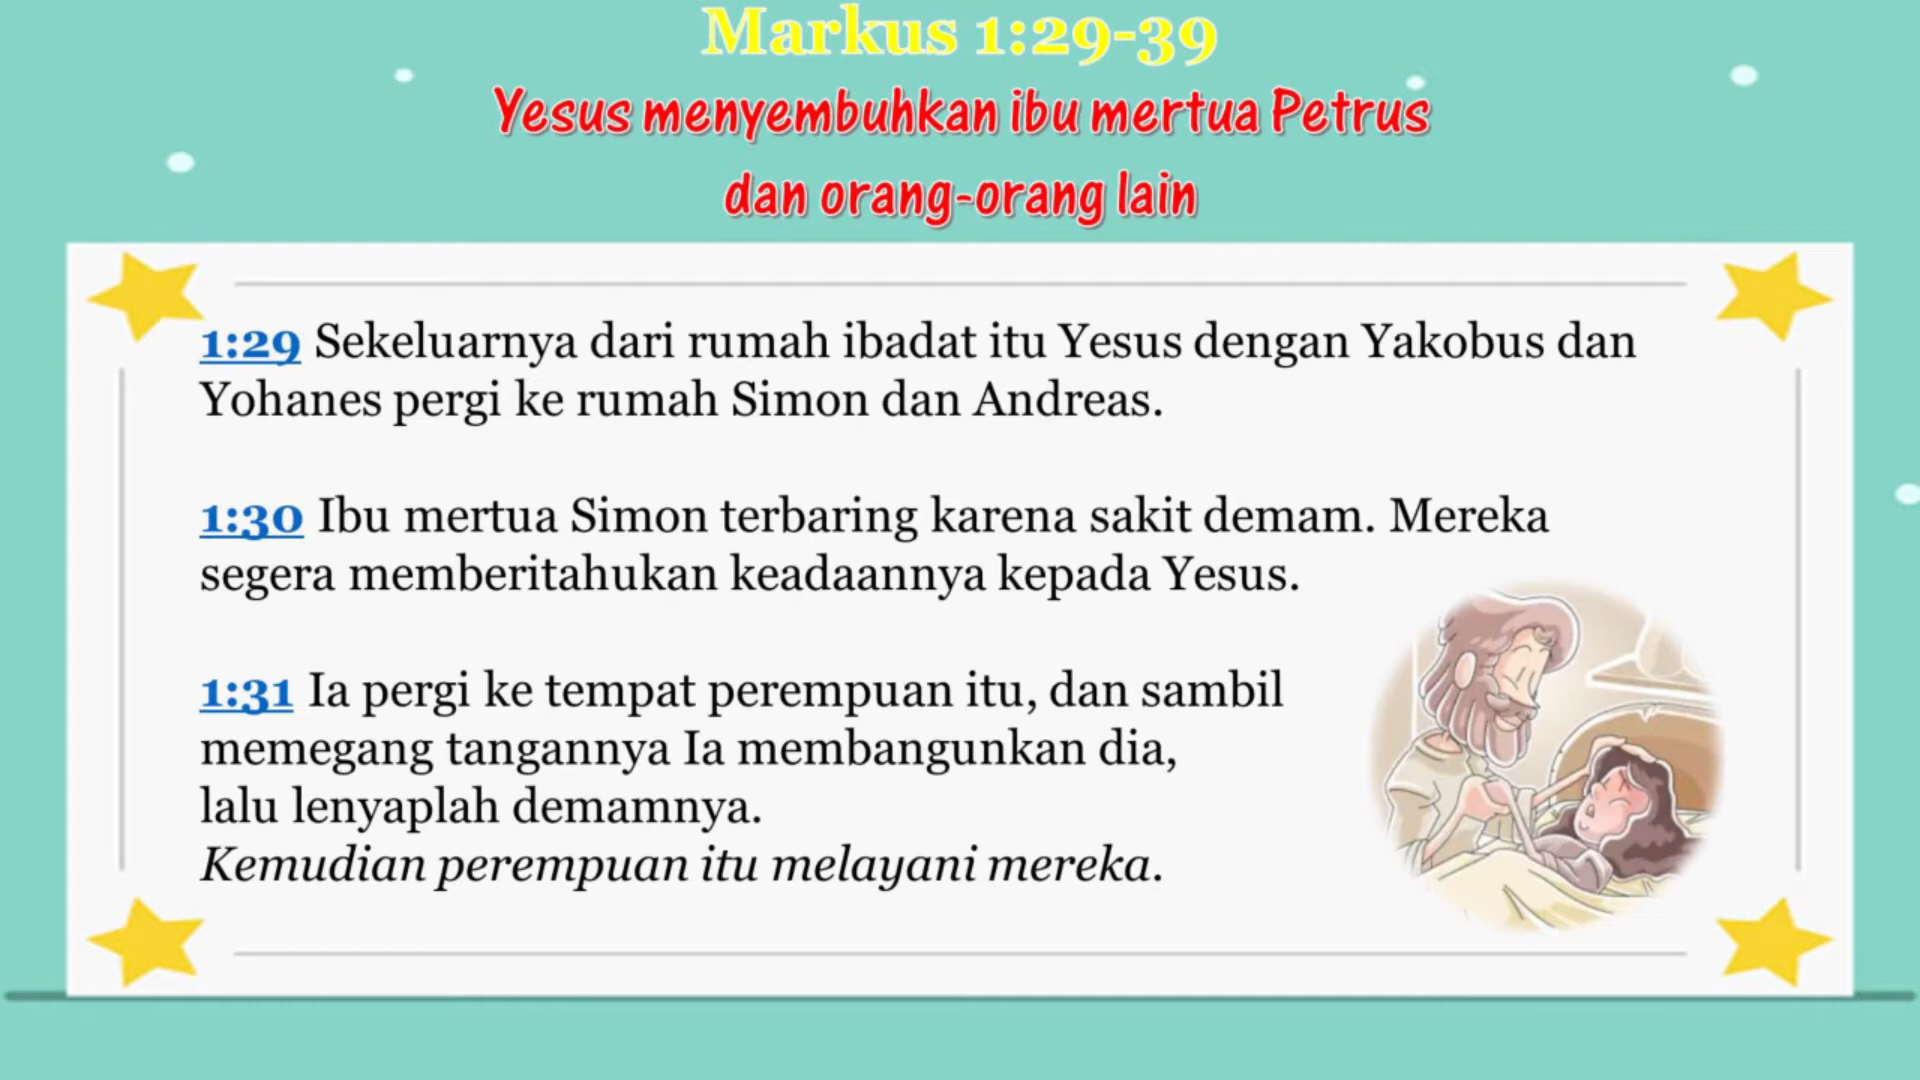 Markus 1:29-39
Yesus menyembuhkan ibu mertua Petrus
dan orang-orang lain
1:29 Sekeluarnya dari rumah ibadat itu Yesus dengan Yakobus dan
Yohanes pergi ke rumah Simon dan Andreas.
1:30 Ibu mertua Simon terbaring karena sakit demam. Mereka
segera memberitahukan keadaannya kepada Yesus.
1:31 Ia pergi ke tempat perempuan itu, dan sambil
memegang tangannya Ia membangunkan dia,
lalu lenyaplah demamnya.
Kemudian perempuan itu melayani mereka.